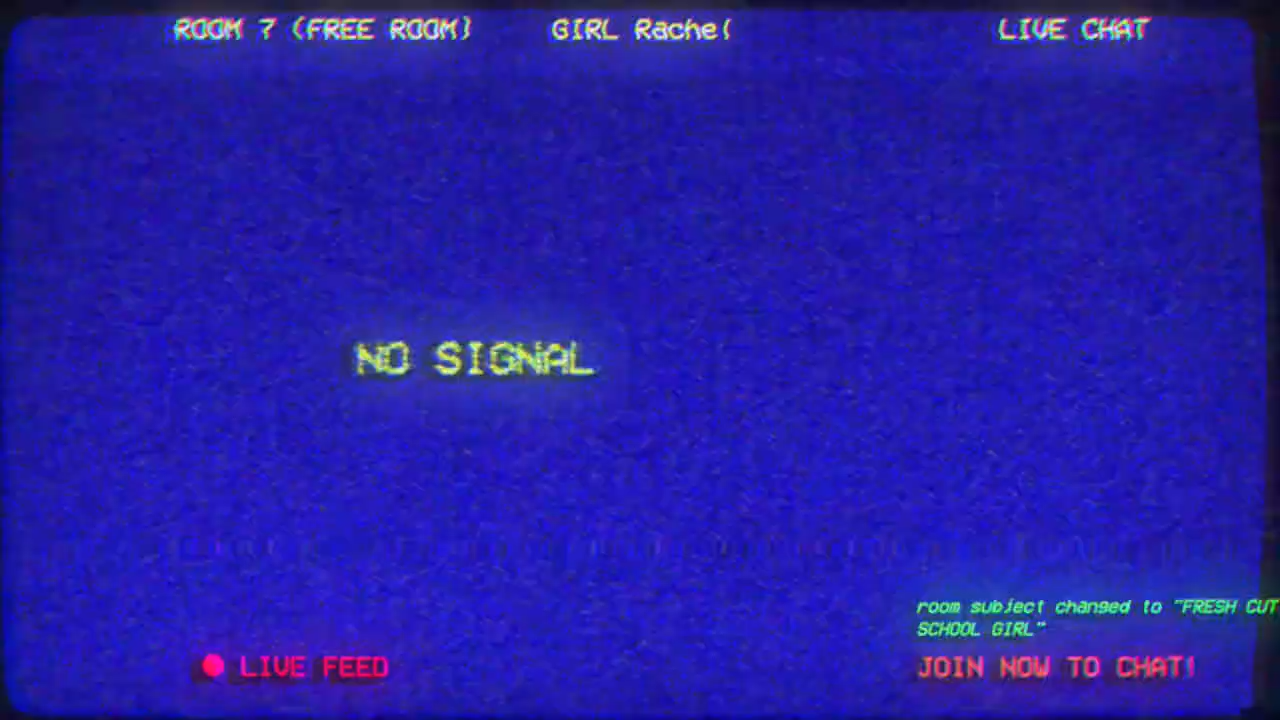 ROOM 7 (FREE ROOM)
GIRL Rachel
LIVE CHAT
NO SIGNAL
room subject changed to "FRESH CUT
SCHOOL GIRL"
LIVE FEED
JOIN NOW TO CHAT!